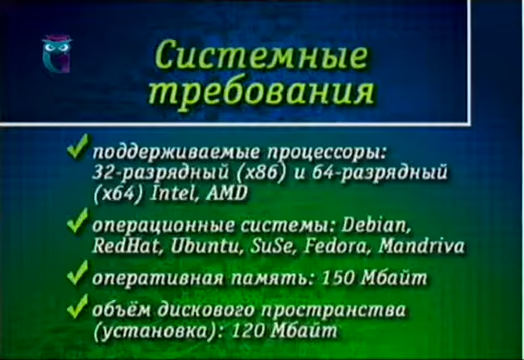 Системные
требования
поддерживаемые процессоры:
32-разрядный (x86) и 64-разрядный
(x64) Intel, AMD
операционные системы: Debian,
RedHat, Ubuntu, SuSe, Fedora, Mandriva
оперативная память: 150 Мбайт
объём дискового пространства
(установка): 120 Мбайт